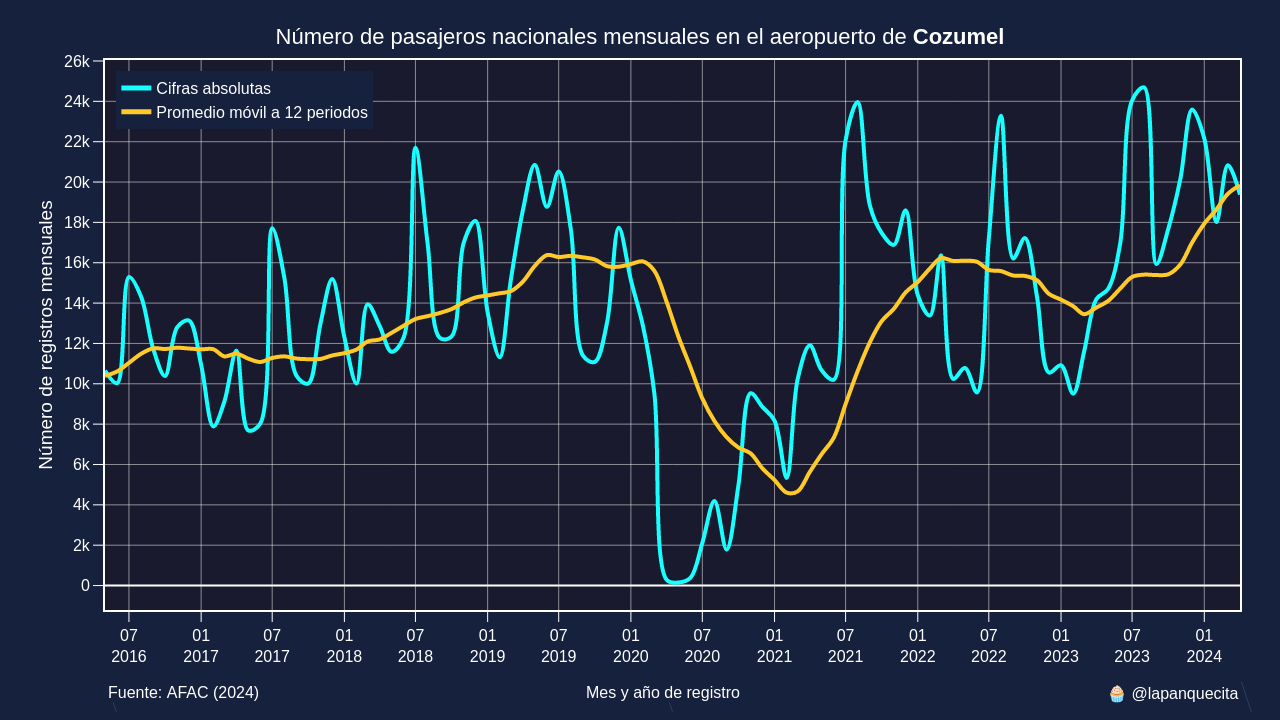 Número de pasajeros nacionales mensuales en el aeropuerto de Cozumel
Cifras absolutas
Promedio móvil a 12 periodos
Número de registros mensuales
26k
24k
22k
20k
18k
16k
14k
12k
10k
8k
6k
4k
2k
0
07 01 07 01 07 01 07 01 07 01 07 01 07 01 07 01
2016 2017 2017 2018 2018 2019 2019 2020 2020 2021 2021 2022 2022 2023 2023 2024
Fuente: AFAC (2024)
Mes y año de registro
🧁 @lapanquecita